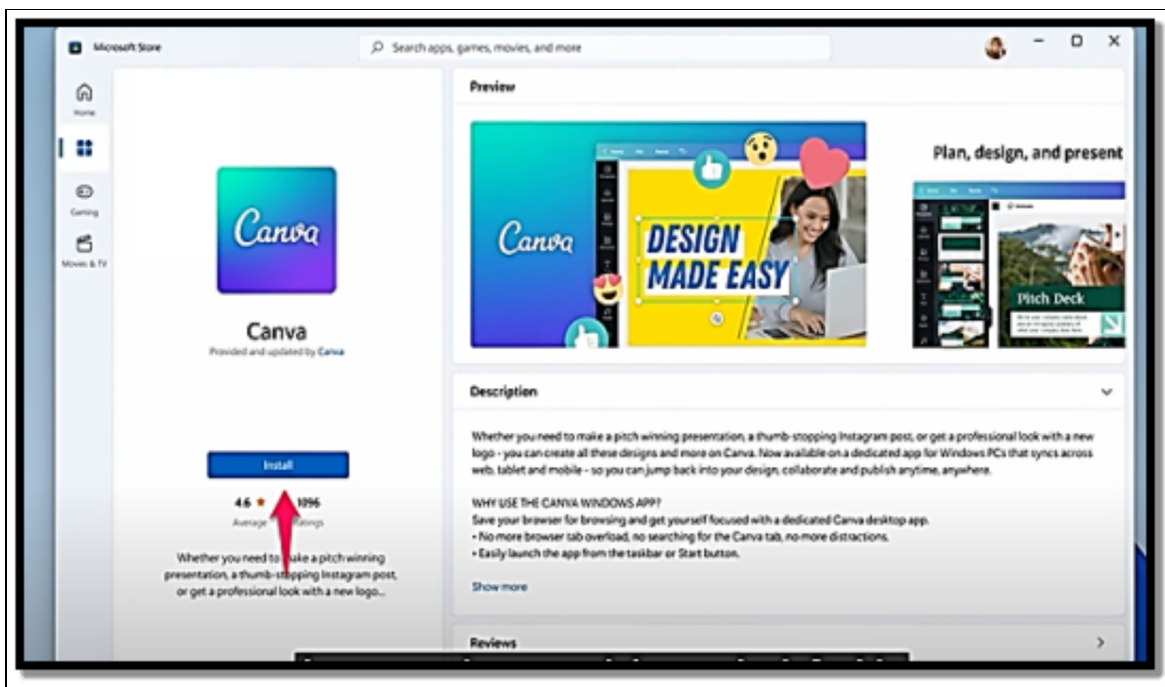 Microsoft Store
Search apps, games, movies, and more
Home
Gaming
Movies & TV
Canva
Canva
Provided and updated by Canva
Install
4.6 ★ 1096
Average
Whether you need to make a pitch winning
presentation, a thumb-stopping Instagram post,
or get a professional look with a new logo...
Preview
Canva
DESIGN
MADE EASY
Plan, design, and present
Pitch Deck
Description
Whether you need to make a pitch winning presentation, a thumb-stopping Instagram post, or get a professional look with a new
logo - you can create all these designs and more on Canva. Now available on a dedicated app for Windows PCs that syncs across
web, tablet and mobile - so you can jump back into your design, collaborate and publish anytime, anywhere.
WHY USE THE CANVA WINDOWS APP?
Save your browser for browsing and get yourself focused with a dedicated Canva desktop app.
• No more browser tab overload, no searching for the Canva tab, no more distractions.
• Easily launch the app from the taskbar or Start button.
Show more
Reviews